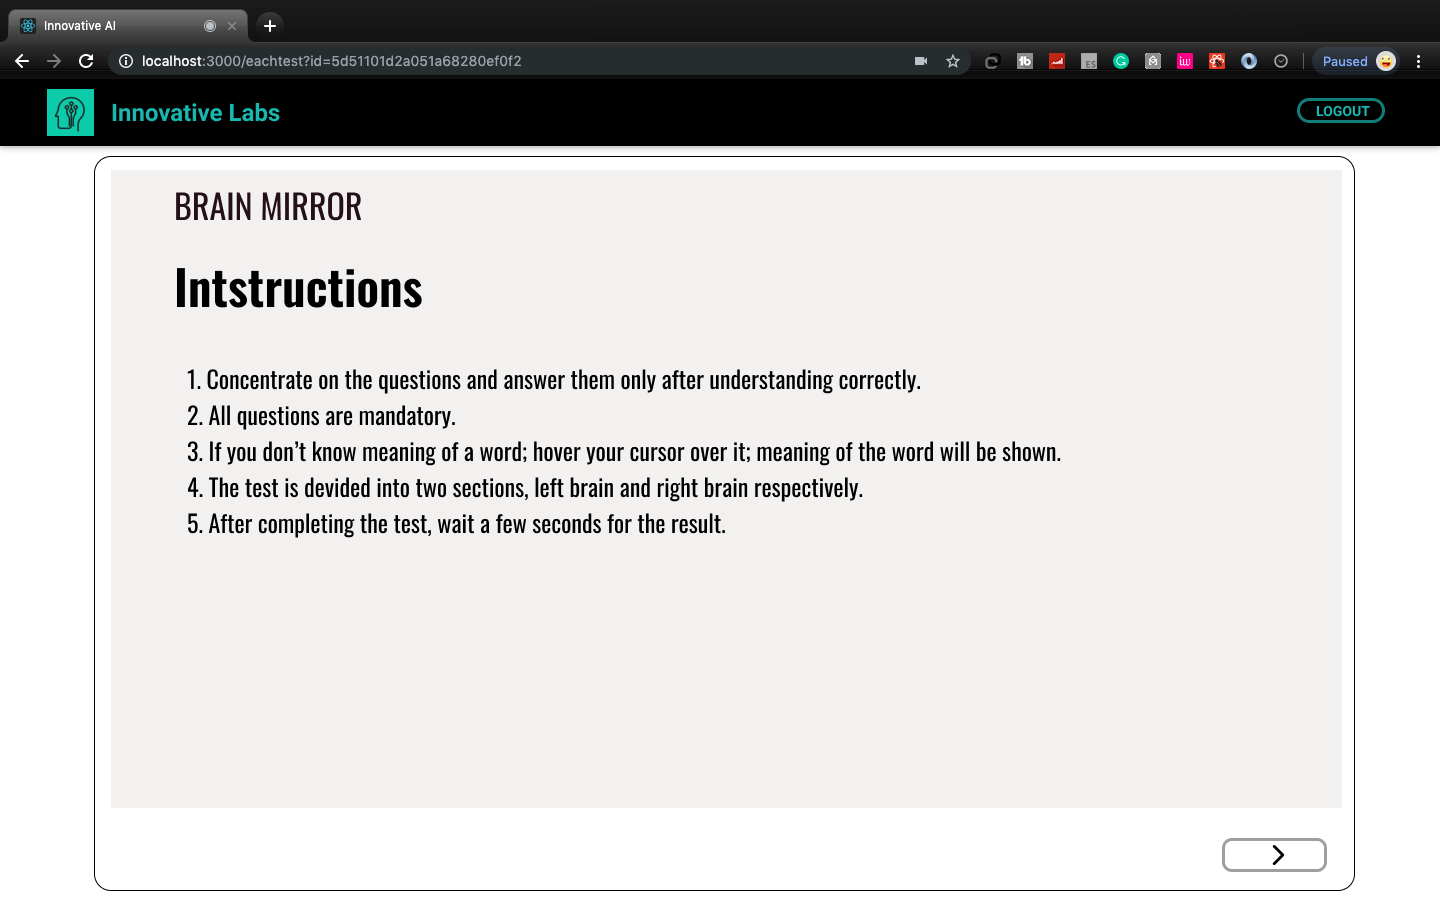 Innovative AI
localhost:3000/eachtest?id=5d51101d2a051a68280ef0f2
Paused
Innovative Labs
LOGOUT
BRAIN MIRROR
Intstructions
1. Concentrate on the questions and answer them only after understanding correctly.
2. All questions are mandatory.
3. If you don’t know meaning of a word; hover your cursor over it; meaning of the word will be shown.
4. The test is devided into two sections, left brain and right brain respectively.
5. After completing the test, wait a few seconds for the result.